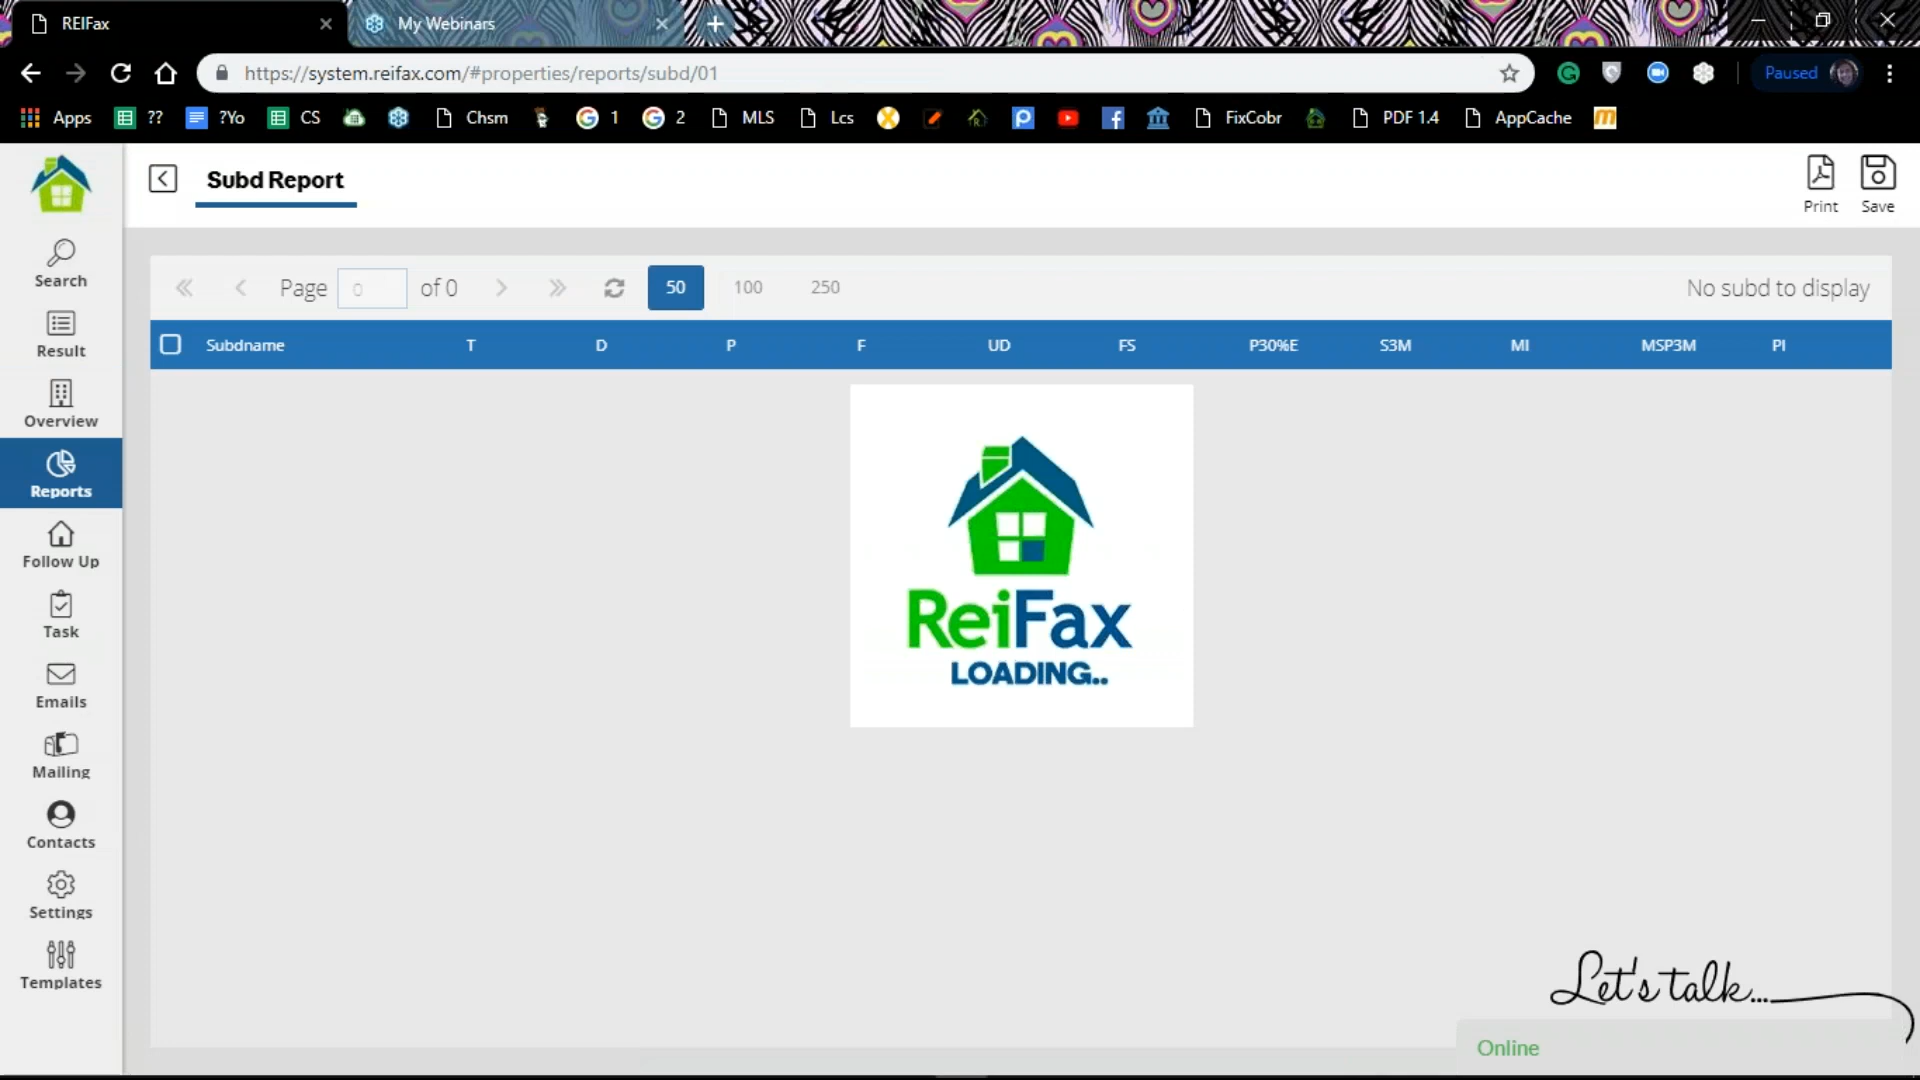 REIFax
My Webinars
https://system.reifax.com/#properties/reports/subd/01
Paused
Apps ?? ?Yo CS Chsm 1 2 MLS Lcs FixCobr PDF 1.4 AppCache
Subd Report
Print
Save
Search
Result
Overview
Reports
Follow Up
Task
Emails
Mailing
Contacts
Settings
Templates
Page 0 of 0 50 100 250 No subd to display
Subdname T D P F UD FS P30%E S3M MI MSP3M PI
ReiFax
LOADING..
Let's talk...
Online